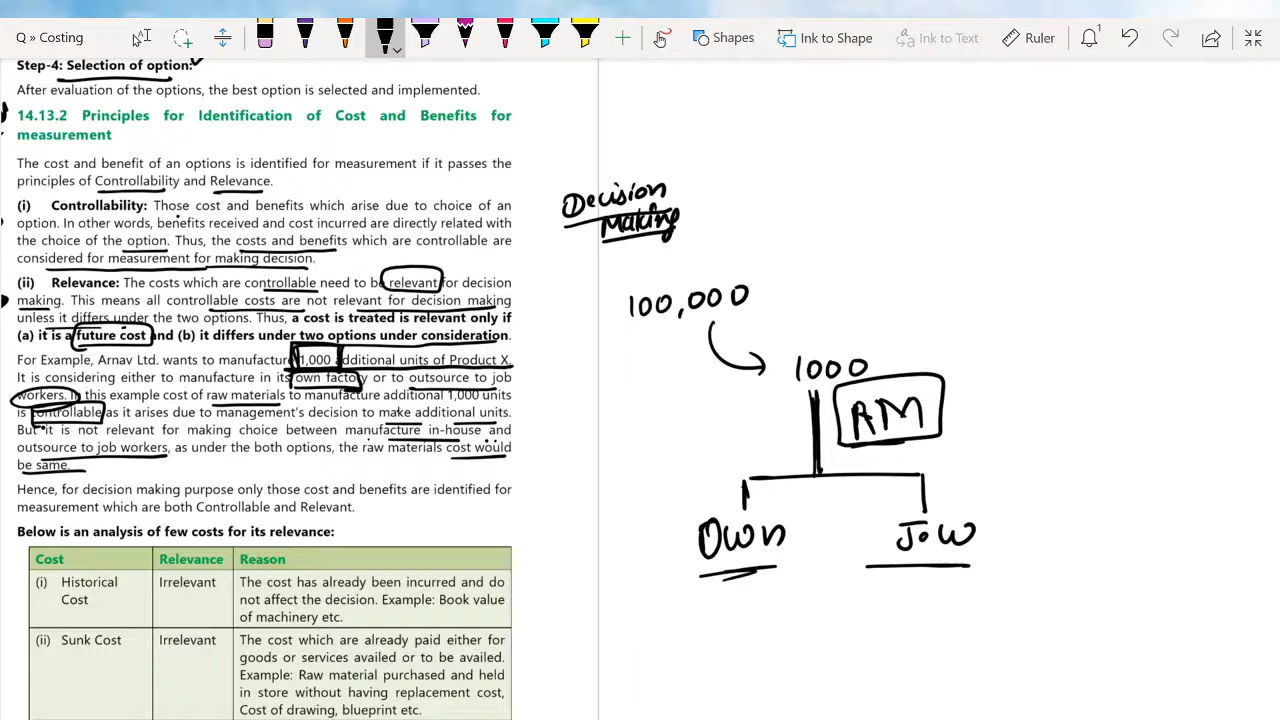 Q » Costing
Shapes
Ink to Shape
Ink to Text
Ruler
Step-4: Selection of option:
After evaluation of the options, the best option is selected and implemented.
14.13.2 Principles for Identification of Cost and Benefits for
measurement
The cost and benefit of an options is identified for measurement if it passes the
principles of Controllability and Relevance.
(i) Controllability: Those cost and benefits which arise due to choice of an
option. In other words, benefits received and cost incurred are directly related with
the choice of the option. Thus, the costs and benefits which are controllable are
considered for measurement for making decision.
(ii) Relevance: The costs which are controllable need to be relevant for decision
making. This means all controllable costs are not relevant for decision making
unless it differs under the two options. Thus, a cost is treated is relevant only if
(a) it is a future cost and (b) it differs under two options under consideration.
For Example, Arnav Ltd. wants to manufacture 1,000 additional units of Product X.
It is considering either to manufacture in its own factory or to outsource to job
workers. In this example cost of raw materials to manufacture additional 1,000 units
is controllable as it arises due to management's decision to make additional units.
But it is not relevant for making choice between manufacture in-house and
outsource to job workers, as under the both options, the raw materials cost would
be same.
Hence, for decision making purpose only those cost and benefits are identified for
measurement which are both Controllable and Relevant.
Below is an analysis of few costs for its relevance:
Cost Relevance Reason
(i) Historical Cost Irrelevant The cost has already been incurred and do
not affect the decision. Example: Book value
of machinery etc.
(ii) Sunk Cost Irrelevant The cost which are already paid either for
goods or services availed or to be availed.
Example: Raw material purchased and held
in store without having replacement cost,
Cost of drawing, blueprint etc.
Decision
Making
100,000
1000
RM
Own
JoW